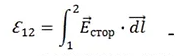 ℰ₁₂ = ∫₁² E⃗стор · dl⃗ -